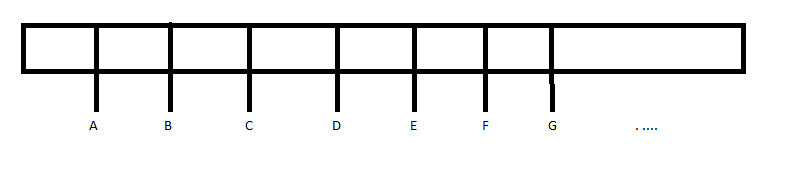 A B C D E F G . ....